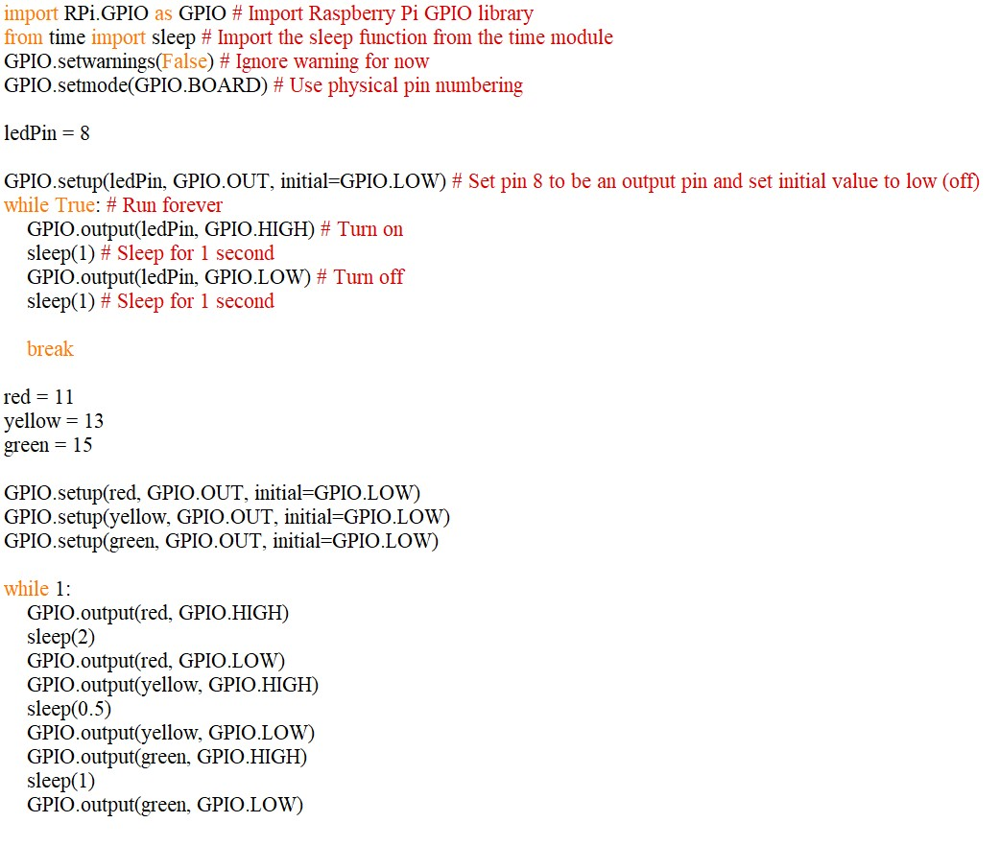 import RPi.GPIO as GPIO # Import Raspberry Pi GPIO library
from time import sleep # Import the sleep function from the time module
GPIO.setwarnings(False) # Ignore warning for now
GPIO.setmode(GPIO.BOARD) # Use physical pin numbering

ledPin = 8

GPIO.setup(ledPin, GPIO.OUT, initial=GPIO.LOW) # Set pin 8 to be an output pin and set initial value to low (off)
while True: # Run forever
    GPIO.output(ledPin, GPIO.HIGH) # Turn on
    sleep(1) # Sleep for 1 second
    GPIO.output(ledPin, GPIO.LOW) # Turn off
    sleep(1) # Sleep for 1 second

    break

red = 11
yellow = 13
green = 15

GPIO.setup(red, GPIO.OUT, initial=GPIO.LOW)
GPIO.setup(yellow, GPIO.OUT, initial=GPIO.LOW)
GPIO.setup(green, GPIO.OUT, initial=GPIO.LOW)

while 1:
    GPIO.output(red, GPIO.HIGH)
    sleep(2)
    GPIO.output(red, GPIO.LOW)
    GPIO.output(yellow, GPIO.HIGH)
    sleep(0.5)
    GPIO.output(yellow, GPIO.LOW)
    GPIO.output(green, GPIO.HIGH)
    sleep(1)
    GPIO.output(green, GPIO.LOW)